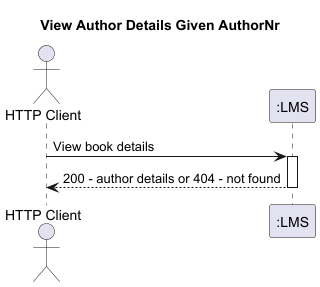 View Author Details Given AuthorNr
HTTP Client
:LMS
View book details
200 - author details or 404 - not found
HTTP Client
:LMS